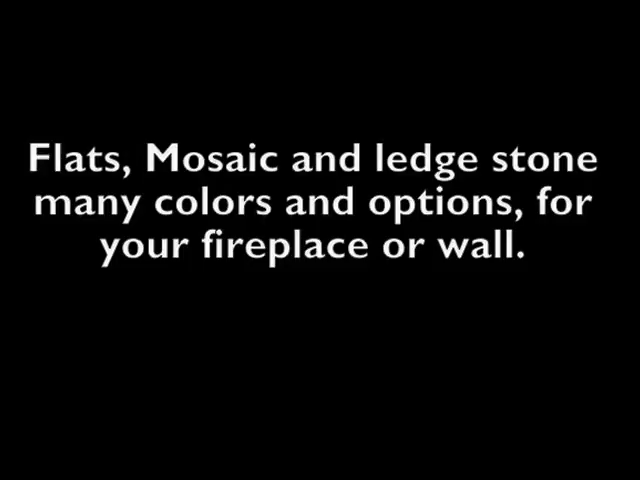 Flats, Mosaic and ledge stone
many colors and options, for
your fireplace or wall.